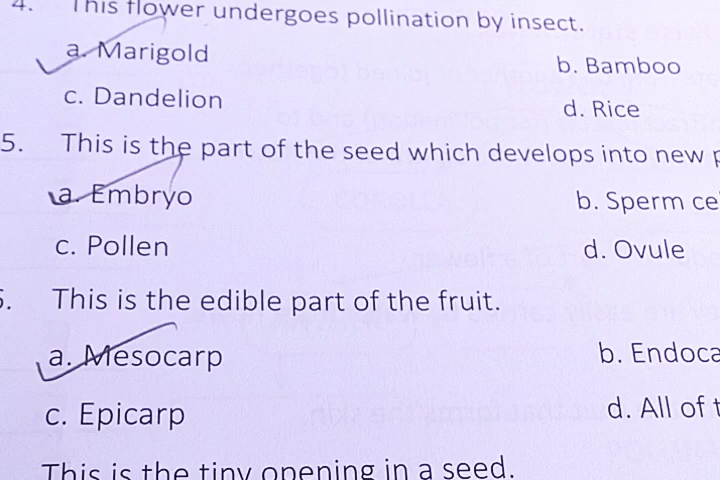 4. This flower undergoes pollination by insect.
a. Marigold b. Bamboo
c. Dandelion d. Rice
5. This is the part of the seed which develops into new
a. Embryo b. Sperm
c. Pollen d. Ovule
This is the edible part of the fruit.
a. Mesocarp
c. Epicarp d. All of
This is the tiny opening in a seed.